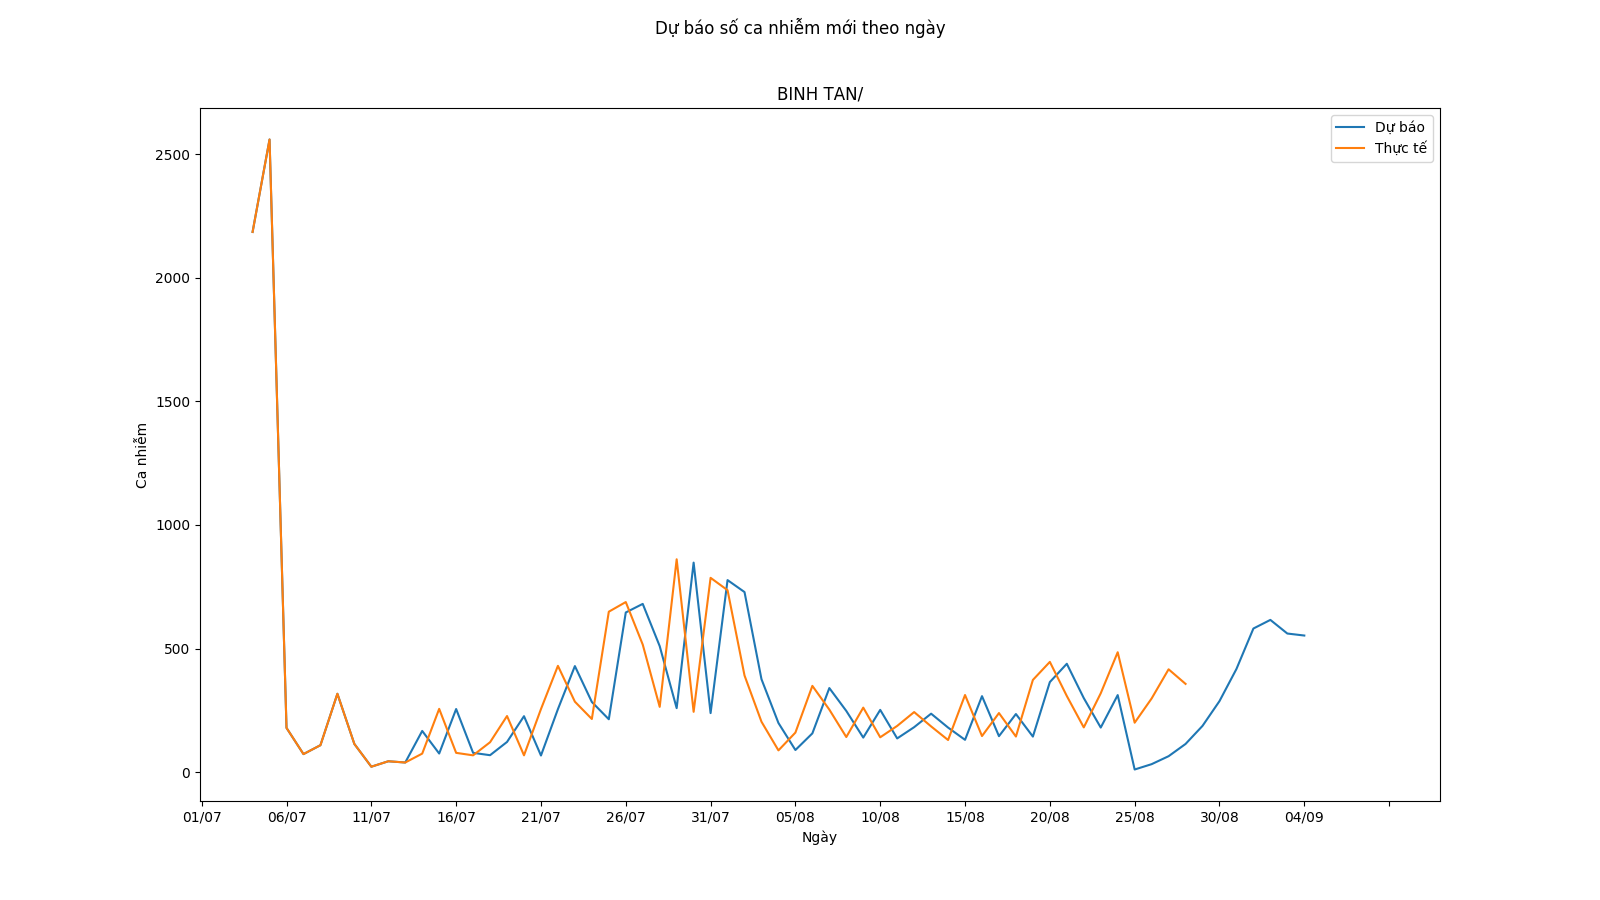 Dự báo số ca nhiễm mới theo ngày
BINH TAN/
Dự báo
Thực tế
2500
2000
1500
1000
500
0
Ca nhiễm
01/07 06/07 11/07 16/07 21/07 26/07 31/07 05/08 10/08 15/08 20/08 25/08 30/08 04/09
Ngày